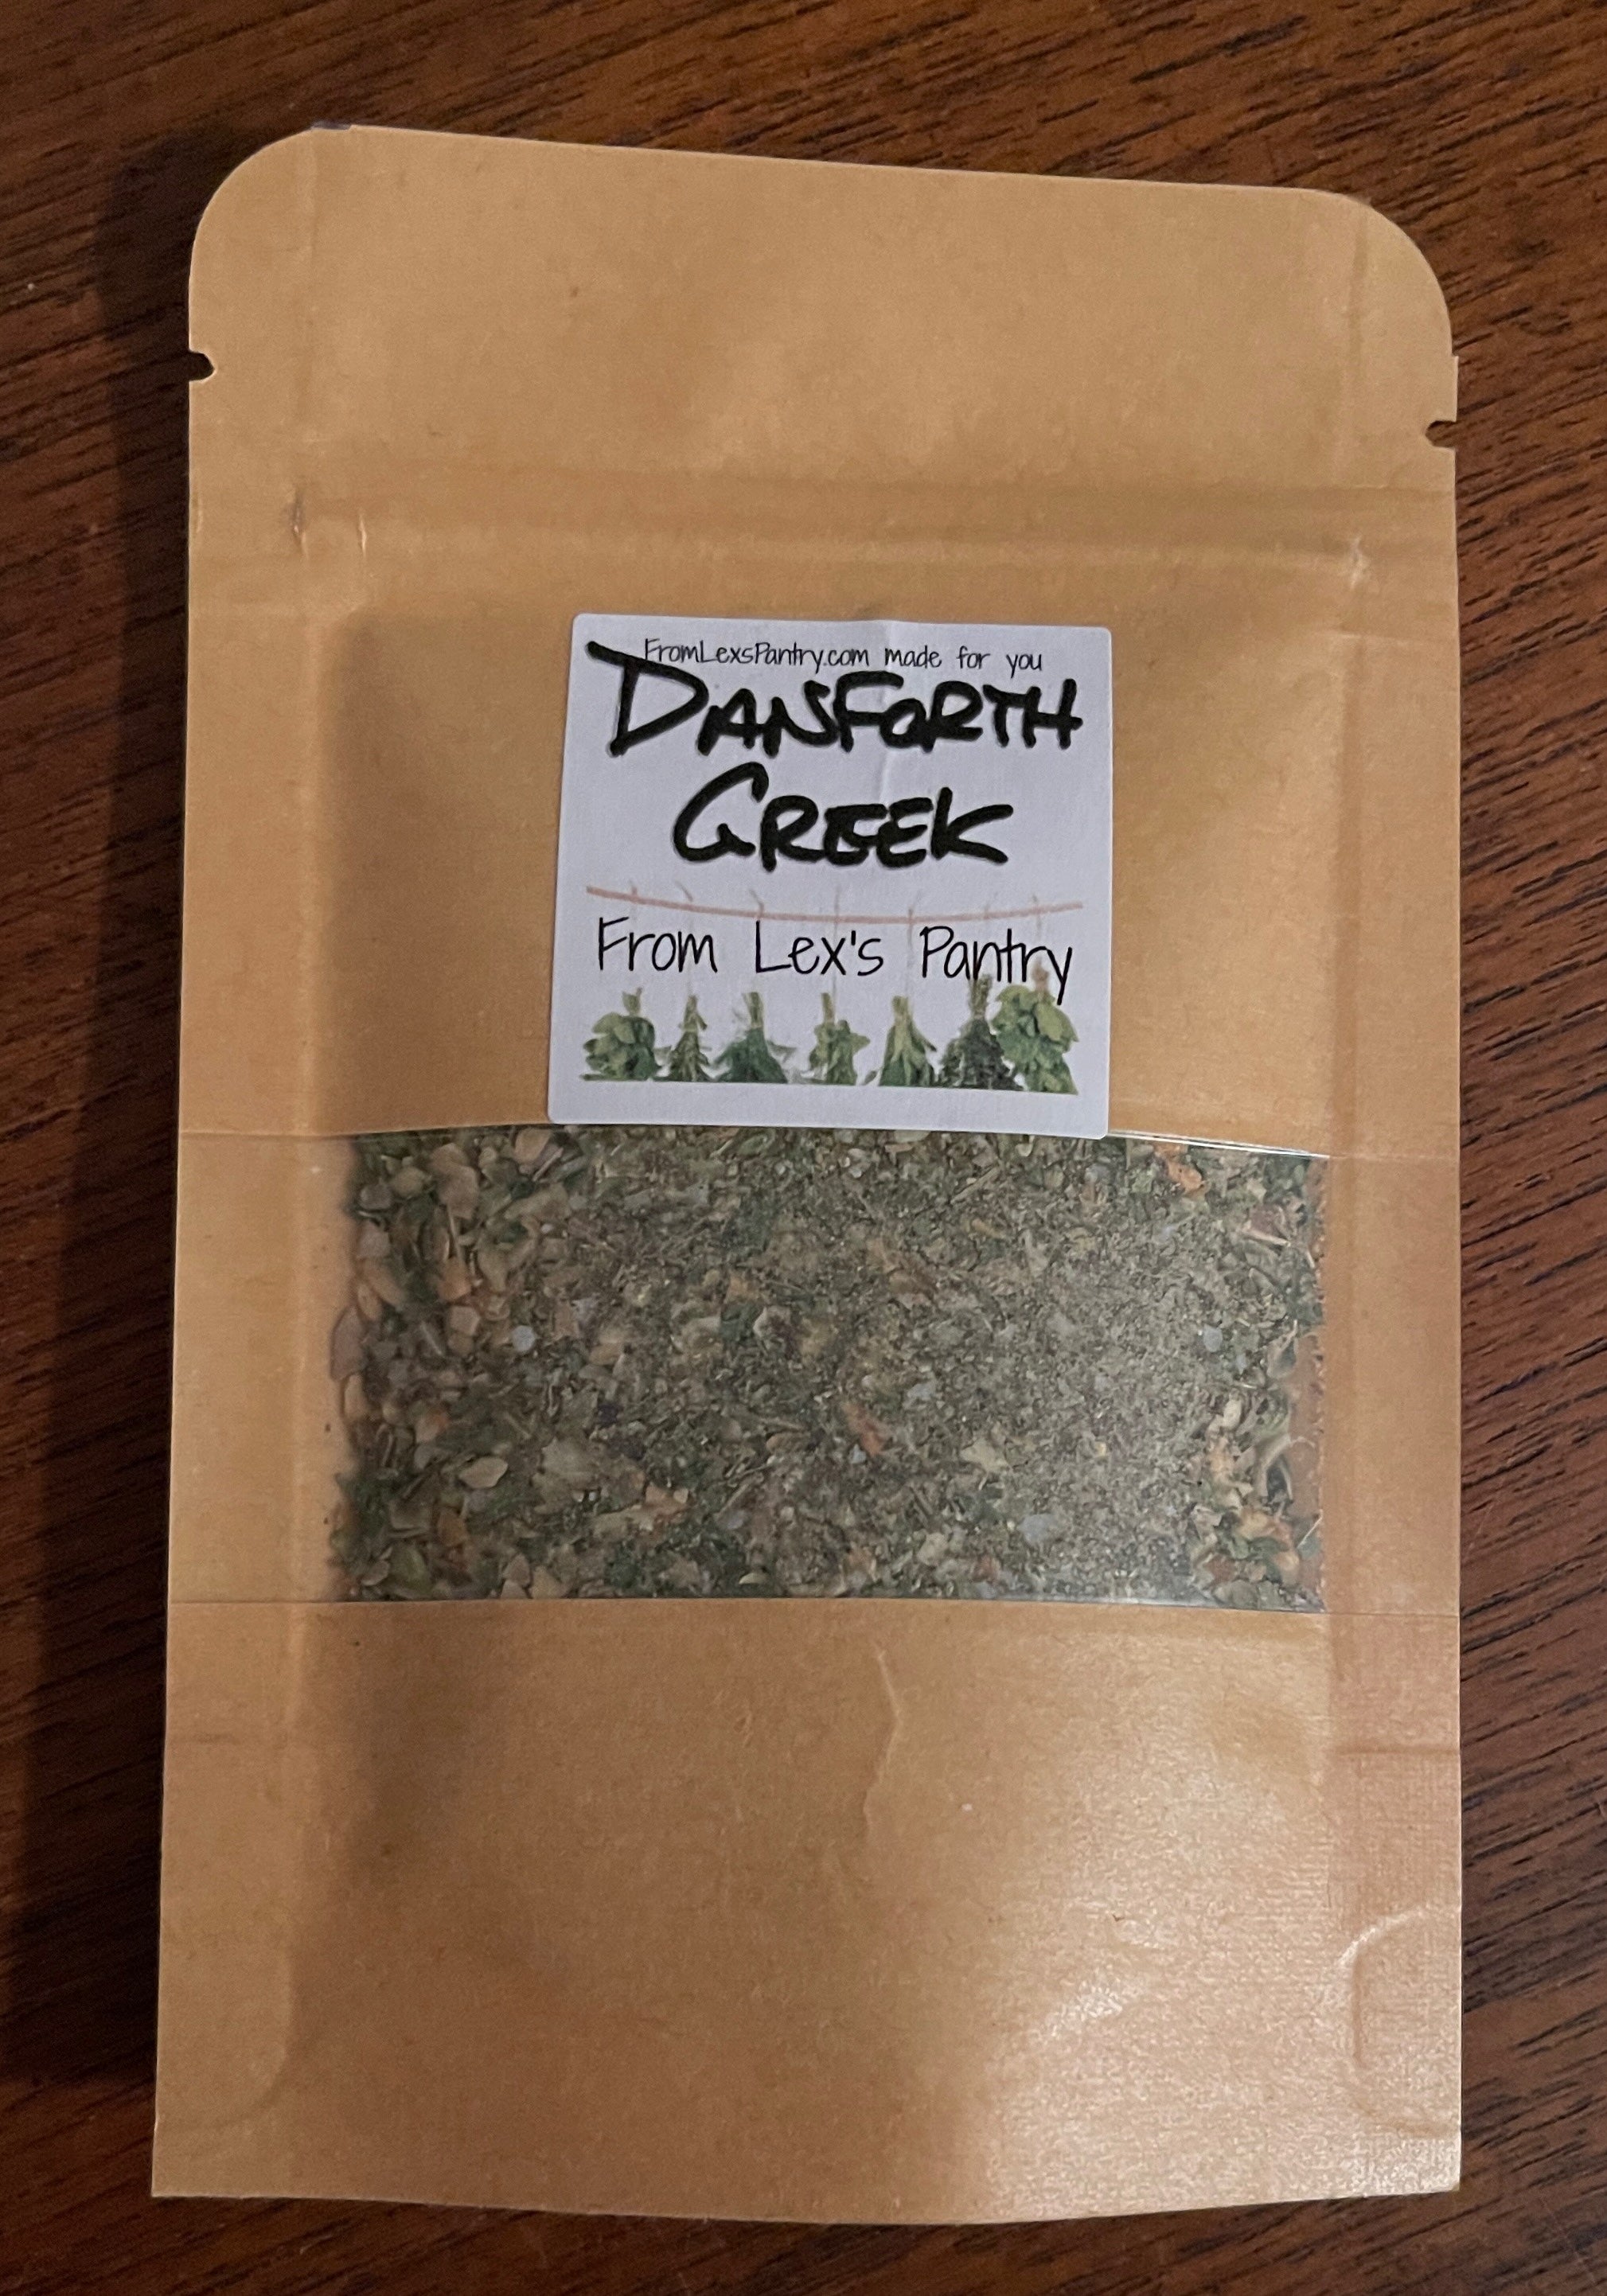 FromLexsPantry.com made for you
DANFORTH
GREEK
From Lex's Pantry